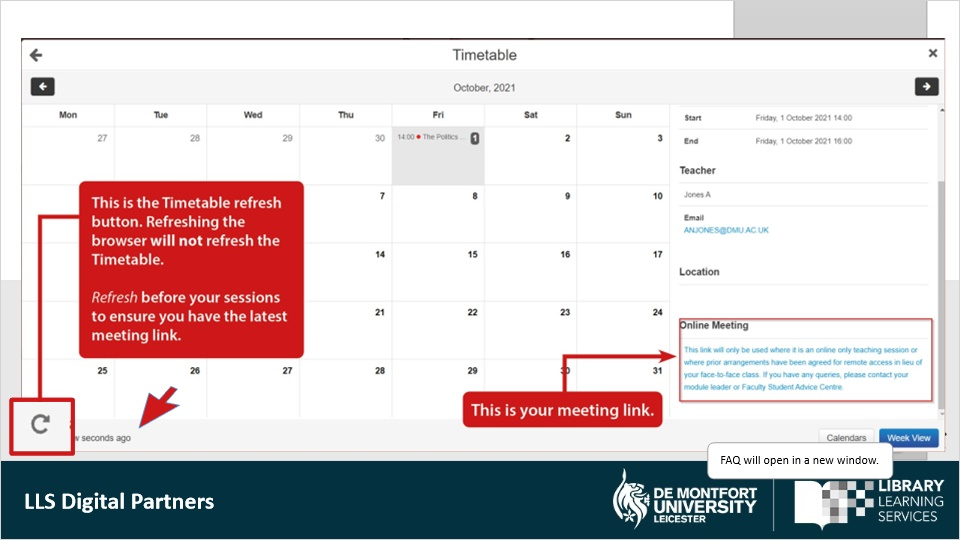 Timetable
October, 2021
Mon Tue Wed Thu Fri Sat Sun
27 28 29 30 14:00 The Politics ... 1 2 3
7 8 9 10
14 15 16 17
21 22 23 24
25 26 27 28 29 30 31
This is the Timetable refresh
button. Refreshing the
browser will not refresh the
Timetable.
Refresh before your sessions
to ensure you have the latest
meeting link.
seconds ago
Start Friday, 1 October 2021 14:00
End Friday, 1 October 2021 16:00
Teacher
Jones A
Email
ANJONES@DMU.AC.UK
Location
Online Meeting
This link will only be used where it is an online only teaching session or
where prior arrangements have been agreed for remote access in lieu of
your face-to-face class. If you have any queries, please contact your
module leader or Faculty Student Advice Centre.
This is your meeting link.
Calendars
Week View
FAQ will open in a new window.
LLS Digital Partners
DE MONTFORT
UNIVERSITY
LEICESTER
LIBRARY
LEARNING
SERVICES